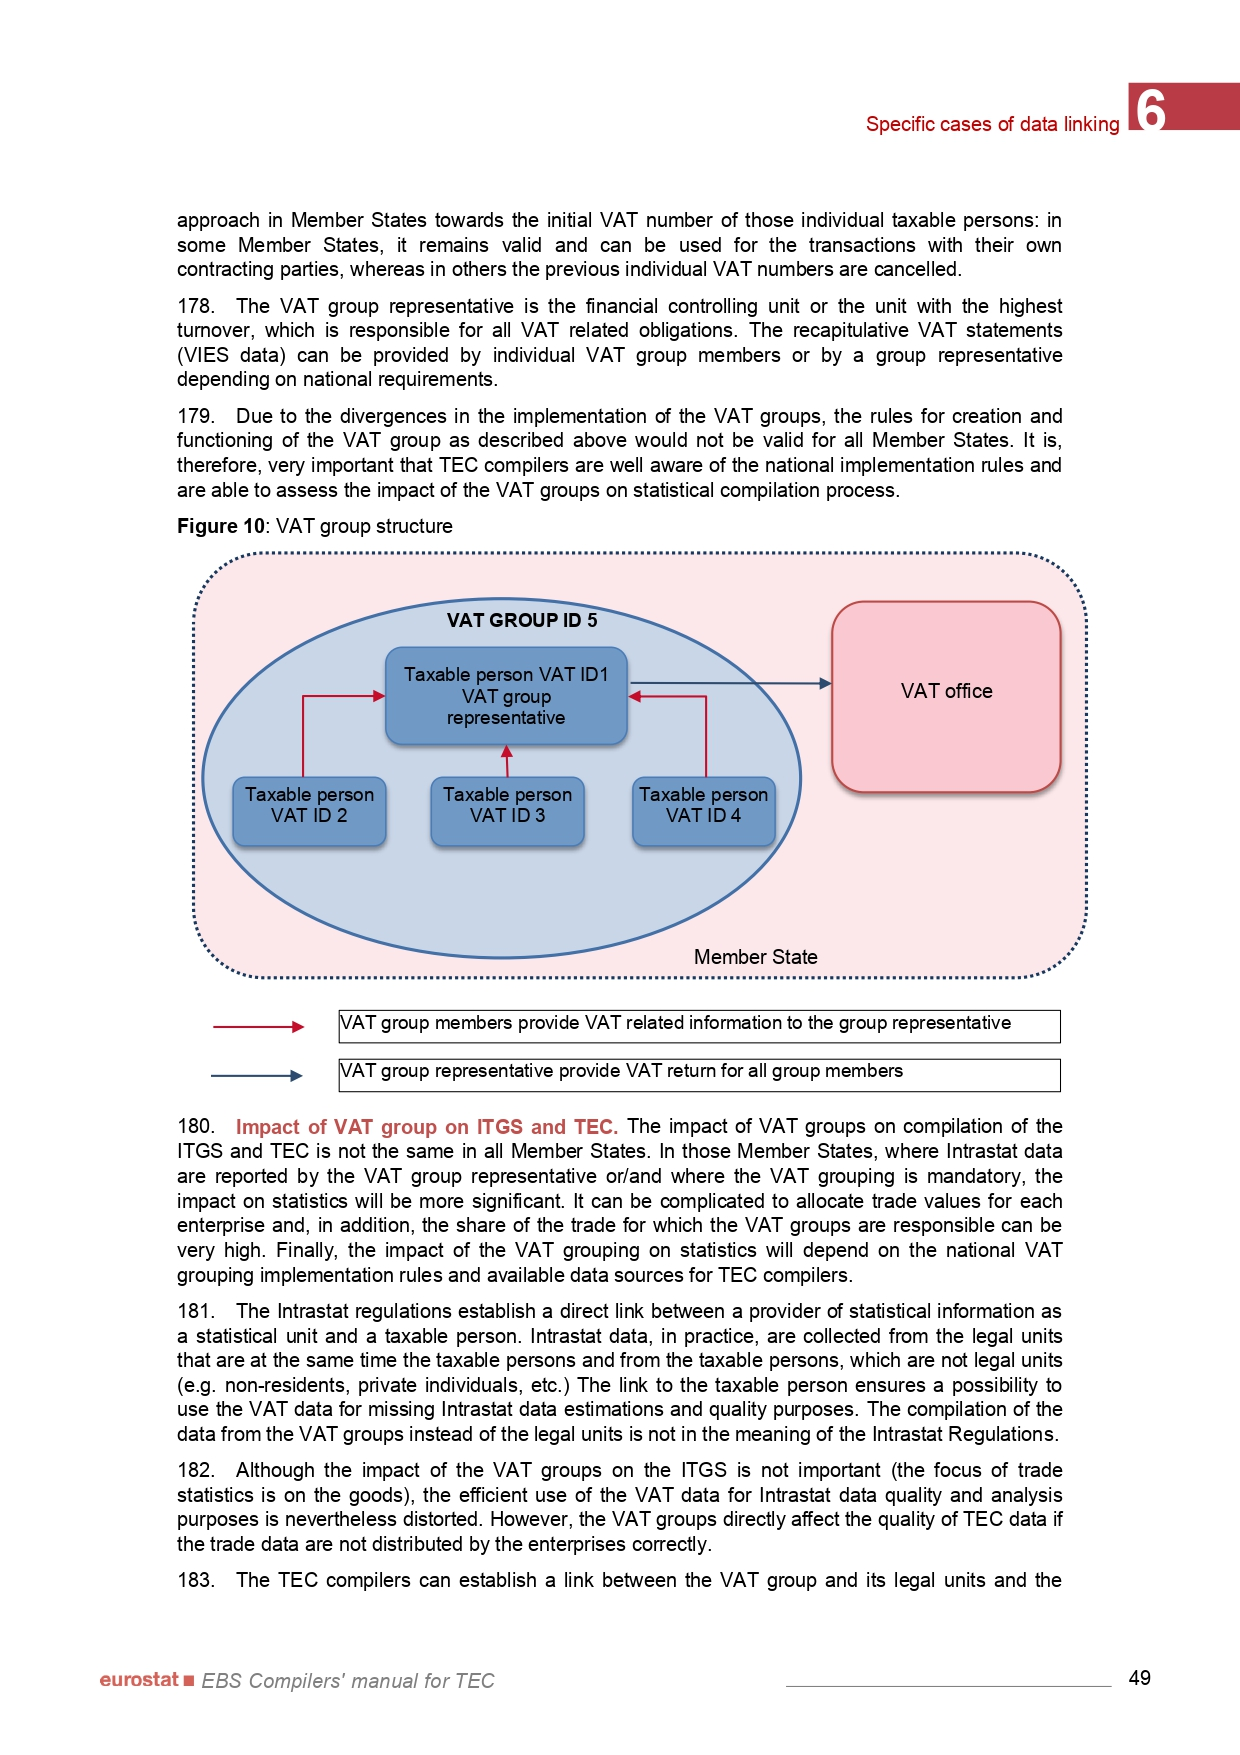 Specific cases of data linking
6
approach in Member States towards the initial VAT number of those individual taxable persons: in
some Member States, it remains valid and can be used for the transactions with their own
contracting parties, whereas in others the previous individual VAT numbers are cancelled.
178. The VAT group representative is the financial controlling unit or the unit with the highest
turnover, which is responsible for all VAT related obligations. The recapitulative VAT statements
(VIES data) can be provided by individual VAT group members or by a group representative
depending on national requirements.
179. Due to the divergences in the implementation of the VAT groups, the rules for creation and
functioning of the VAT group as described above would not be valid for all Member States. It is,
therefore, very important that TEC compilers are well aware of the national implementation rules and
are able to assess the impact of the VAT groups on statistical compilation process.
Figure 10: VAT group structure
VAT GROUP ID 5
Taxable person VAT ID1
VAT group
representative
VAT office
Taxable person
VAT ID 2
Taxable person
VAT ID 3
Taxable person
VAT ID 4
Member State
VAT group members provide VAT related information to the group representative
VAT group representative provide VAT return for all group members
180. Impact of VAT group on ITGS and TEC. The impact of VAT groups on compilation of the
ITGS and TEC is not the same in all Member States. In those Member States, where Intrastat data
are reported by the VAT group representative or/and where the VAT grouping is mandatory, the
impact on statistics will be more significant. It can be complicated to allocate trade values for each
enterprise and, in addition, the share of the trade for which the VAT groups are responsible can be
very high. Finally, the impact of the VAT grouping on statistics will depend on the national VAT
grouping implementation rules and available data sources for TEC compilers.
181. The Intrastat regulations establish a direct link between a provider of statistical information as
a statistical unit and a taxable person. Intrastat data, in practice, are collected from the legal units
that are at the same time the taxable persons and from the taxable persons, which are not legal units
(e.g. non-residents, private individuals, etc.) The link to the taxable person ensures a possibility to
use the VAT data for missing Intrastat data estimations and quality purposes. The compilation of the
data from the VAT groups instead of the legal units is not in the meaning of the Intrastat Regulations.
182. Although the impact of the VAT groups on the ITGS is not important (the focus of trade
statistics is on the goods), the efficient use of the VAT data for Intrastat data quality and analysis
purposes is nevertheless distorted. However, the VAT groups directly affect the quality of TEC data if
the trade data are not distributed by the enterprises correctly.
183. The TEC compilers can establish a link between the VAT group and its legal units and the
eurostat EBS Compilers' manual for TEC
49